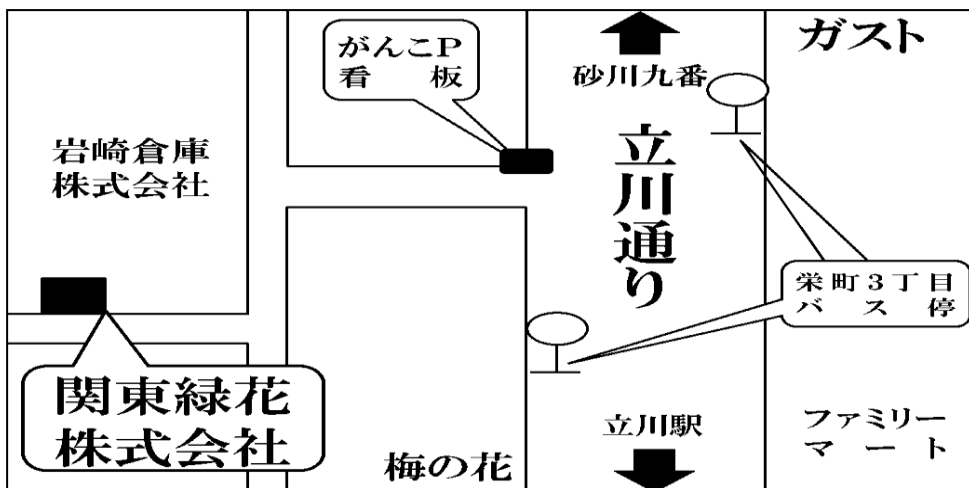 がんこP
看板
砂川九番
ガスト
岩崎倉庫
株式会社
立川通り
栄町3丁目
バス停
関東緑花
株式会社
梅の花
立川駅
ファミリー
マート